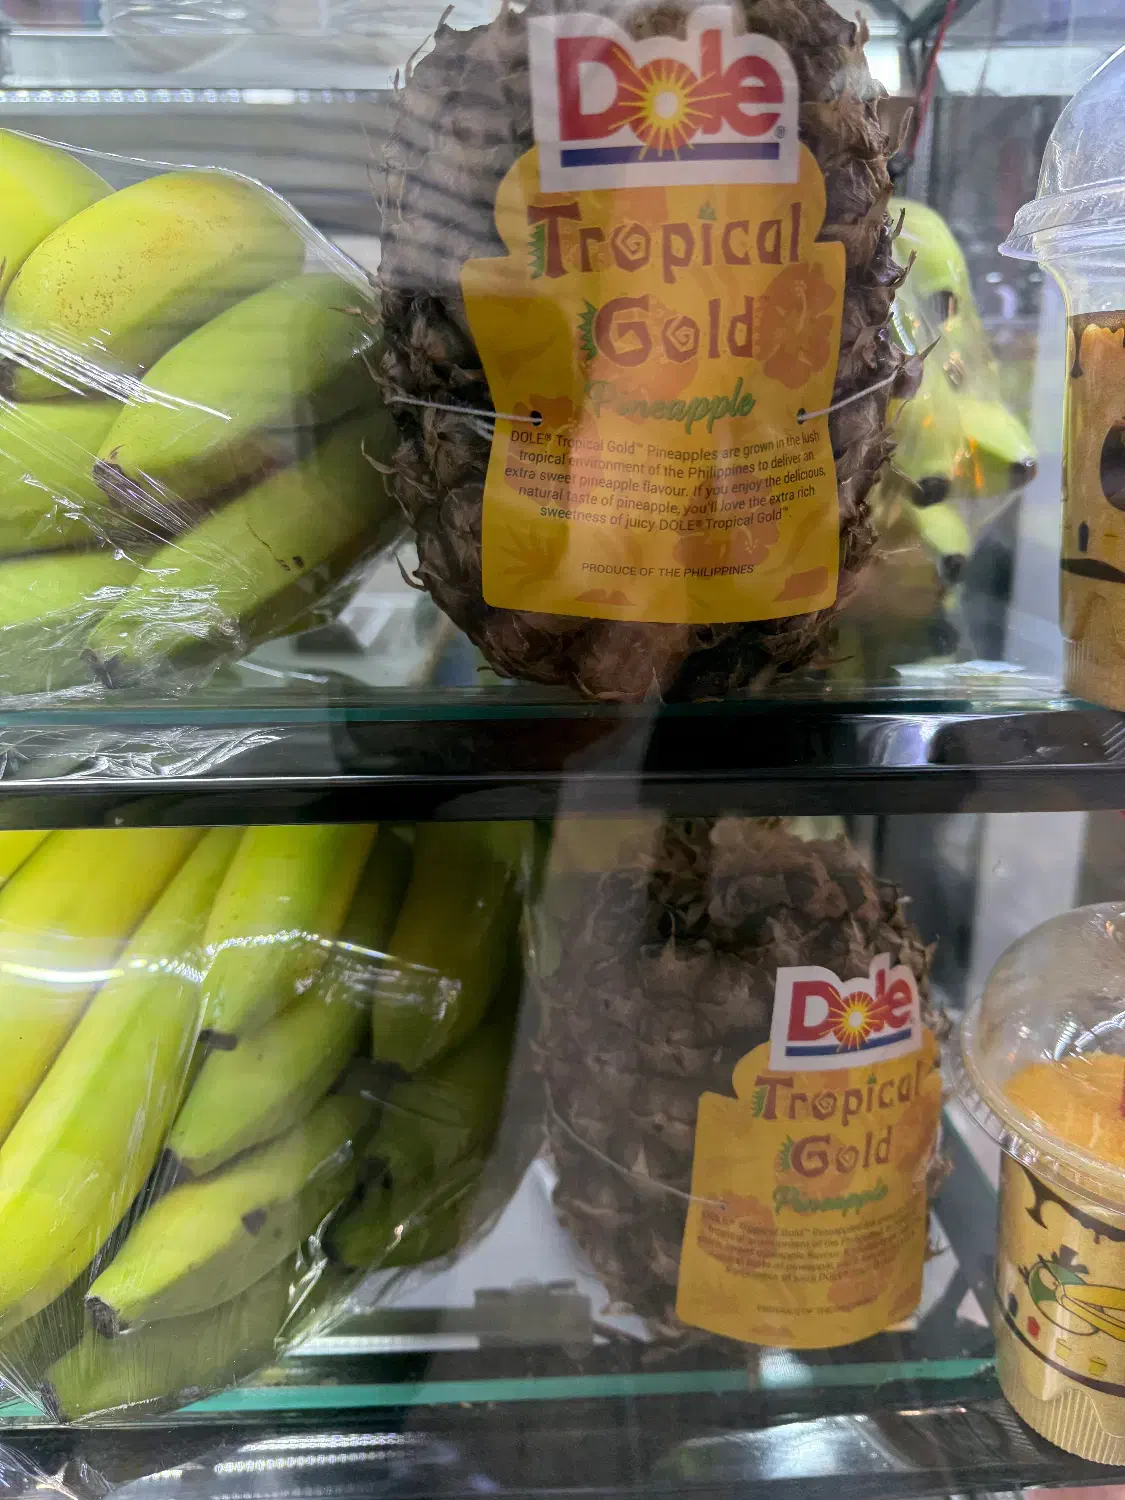 Dole®
Tropical
Gold™
Pineapple
DOLE® Tropical Gold™ Pineapples are grown in the lush
tropical environment of the Philippines to deliver an
extra sweet pineapple flavour. If you enjoy the delicious,
natural taste of pineapple, you'll love the extra rich
sweetness of juicy DOLE® Tropical Gold™.
PRODUCE OF THE PHILIPPINES
Dole
Tropical
Gold
Pineapple